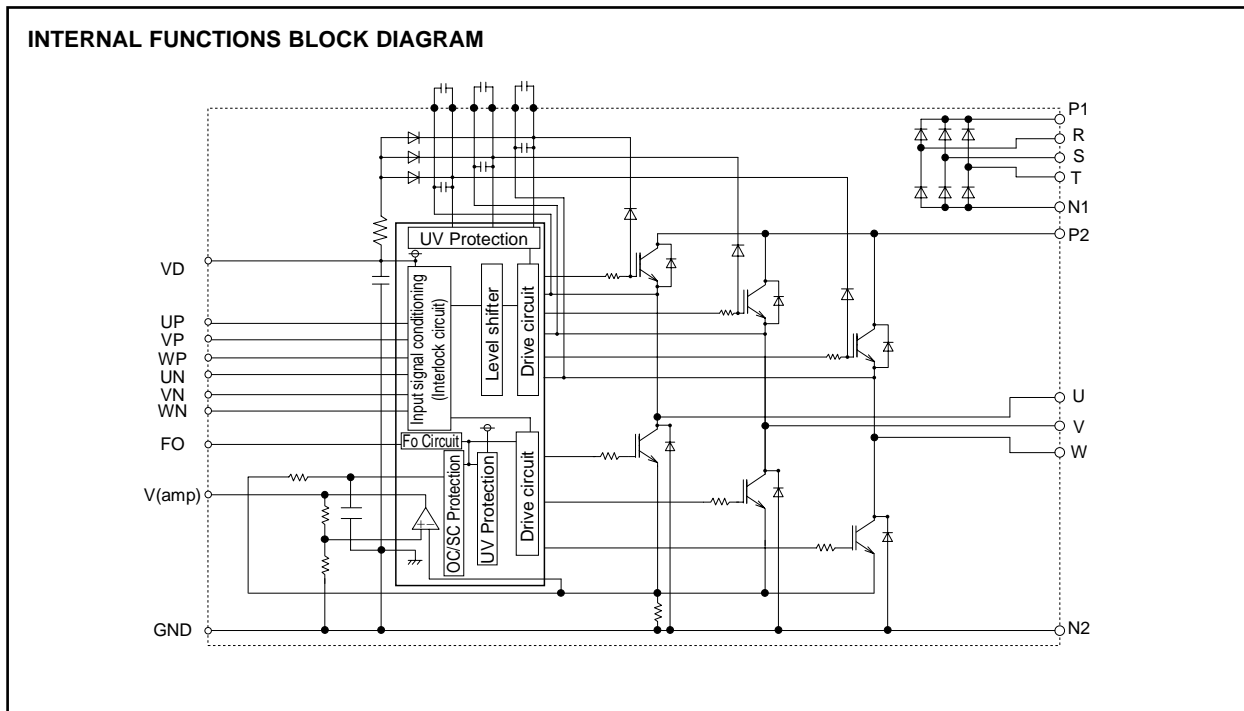 INTERNAL FUNCTIONS BLOCK DIAGRAM
P1
R
S
T
N1
P2
UV Protection
VD
Input signal conditioning
(Interlock circuit)
Level shifter
Drive circuit
UP
VP
WP
UN
VN
WN
U
V
W
FO
Fo Circuit
OC/SC Protection
UV Protection
Drive circuit
V(amp)
+-
GND
N2